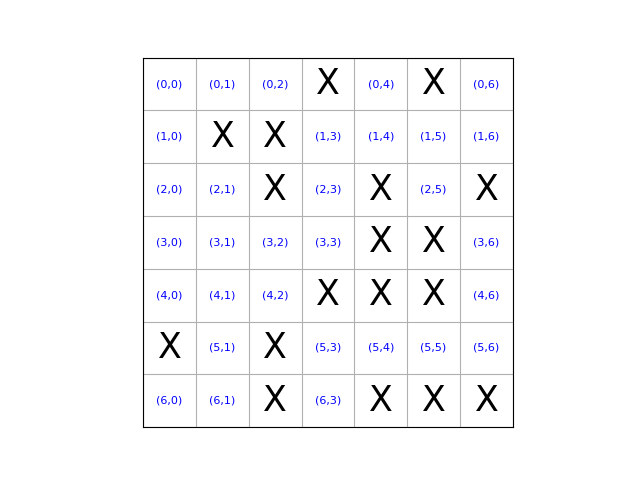 (0,0) (0,1) (0,2) X (0,4) X (0,6)
(1,0) X X (1,3) (1,4) (1,5) (1,6)
(2,0) (2,1) X (2,3) X (2,5) X
(3,0) (3,1) (3,2) (3,3) X X (3,6)
(4,0) (4,1) (4,2) X X X (4,6)
X (5,1) X (5,3) (5,4) (5,5) (5,6)
(6,0) (6,1) X (6,3) X X X